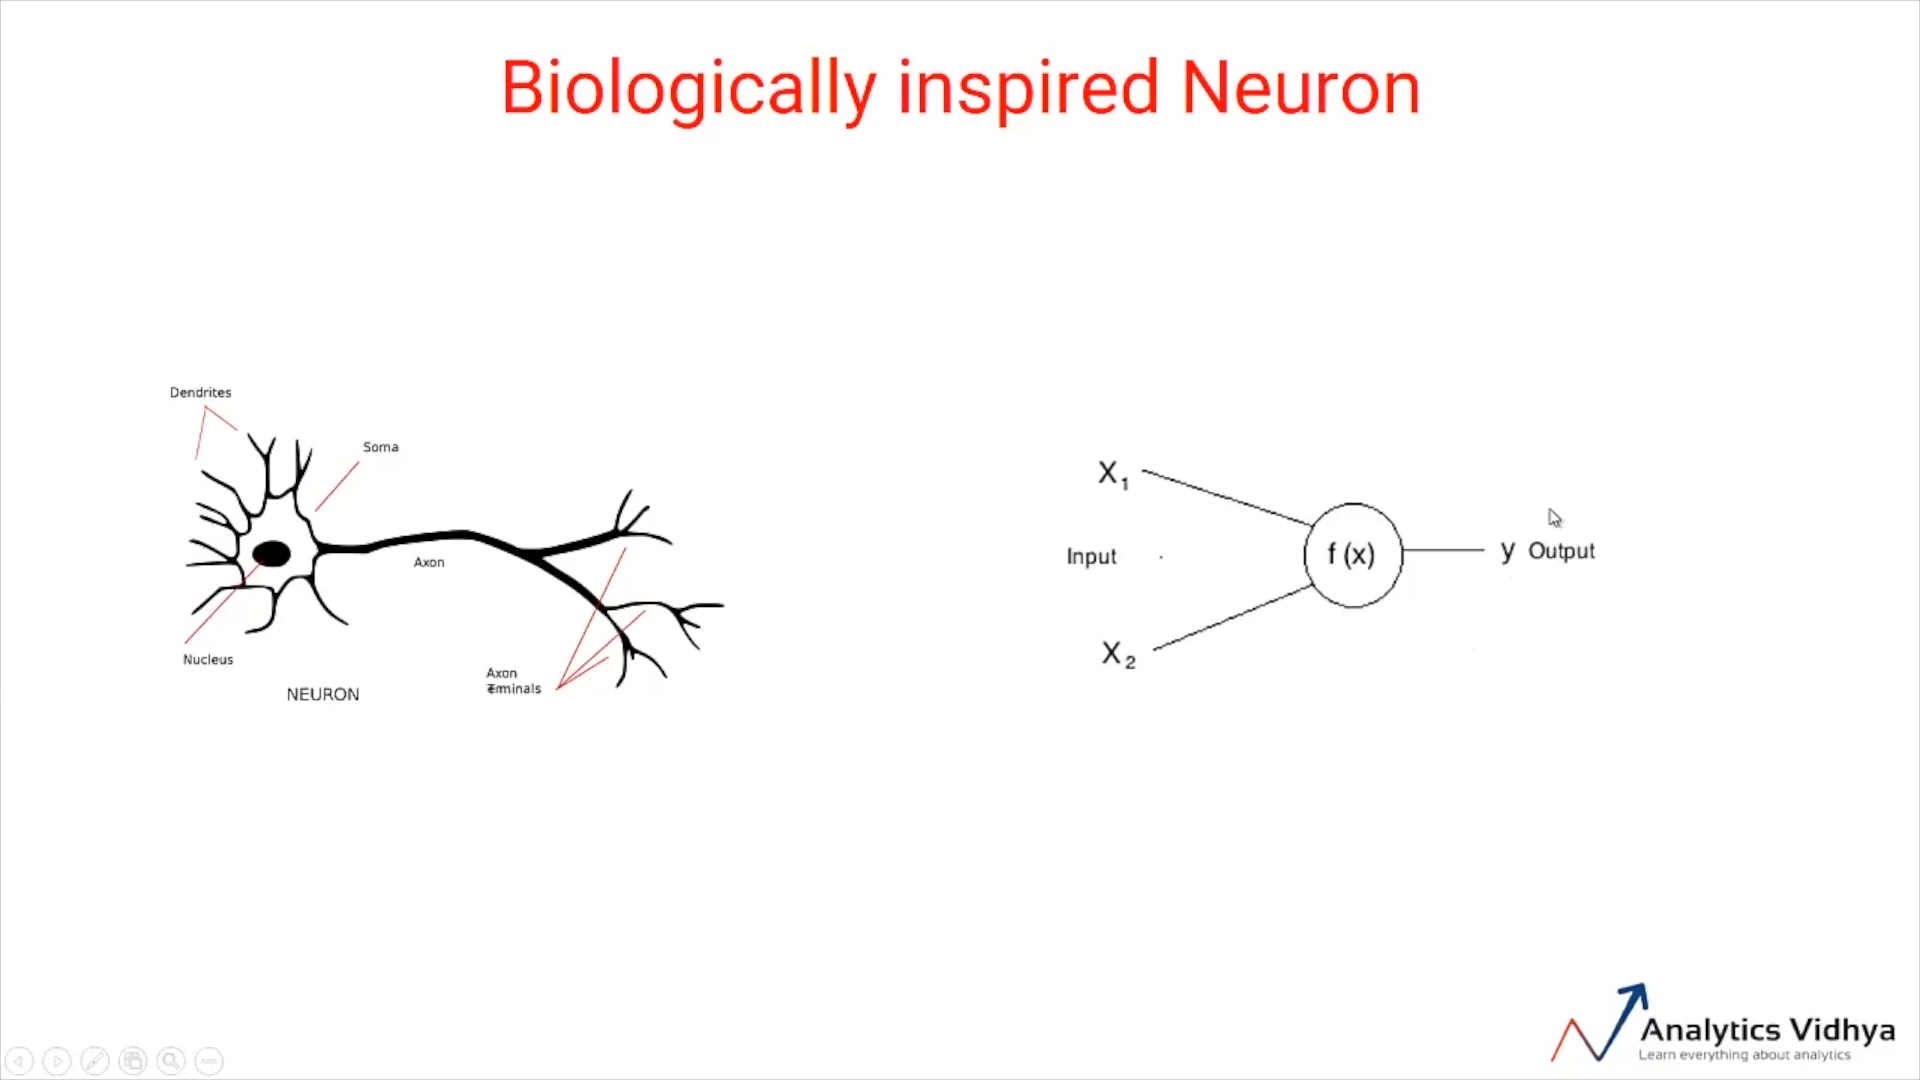 Biologically inspired Neuron
Dendrites
Soma
Axon
Nucleus
NEURON
Axon
X1
Input
X2
f (x)
y Output
Analytics Vidhya
Learn everything about analytics